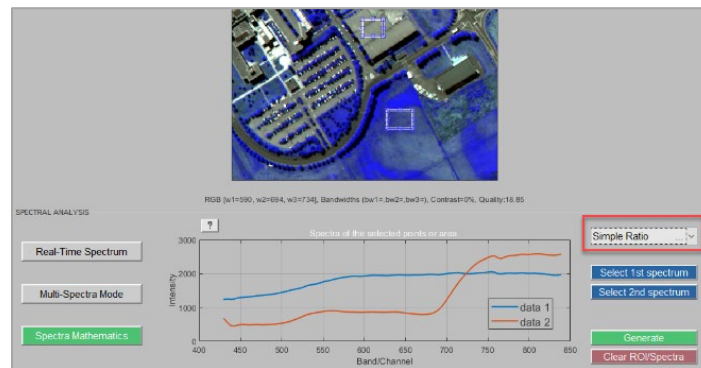 RGB [w1=590, w2=694, w3=734], Bandwidths (bw1=,bw2=,bw3=), Contrast=0%, Quality:18.85
SPECTRAL ANALYSIS
?
Spectra of the selected points or area
Simple Ratio
Real-Time Spectrum
Multi-Spectra Mode
Spectra Mathematics
Intensity
3000
2000
1000
0
400 450 500 550 600 650 700 750 800 850
Band/Channel
data 1
data 2
Select 1st spectrum
Select 2nd spectrum
Generate
Clear ROI/Spectra